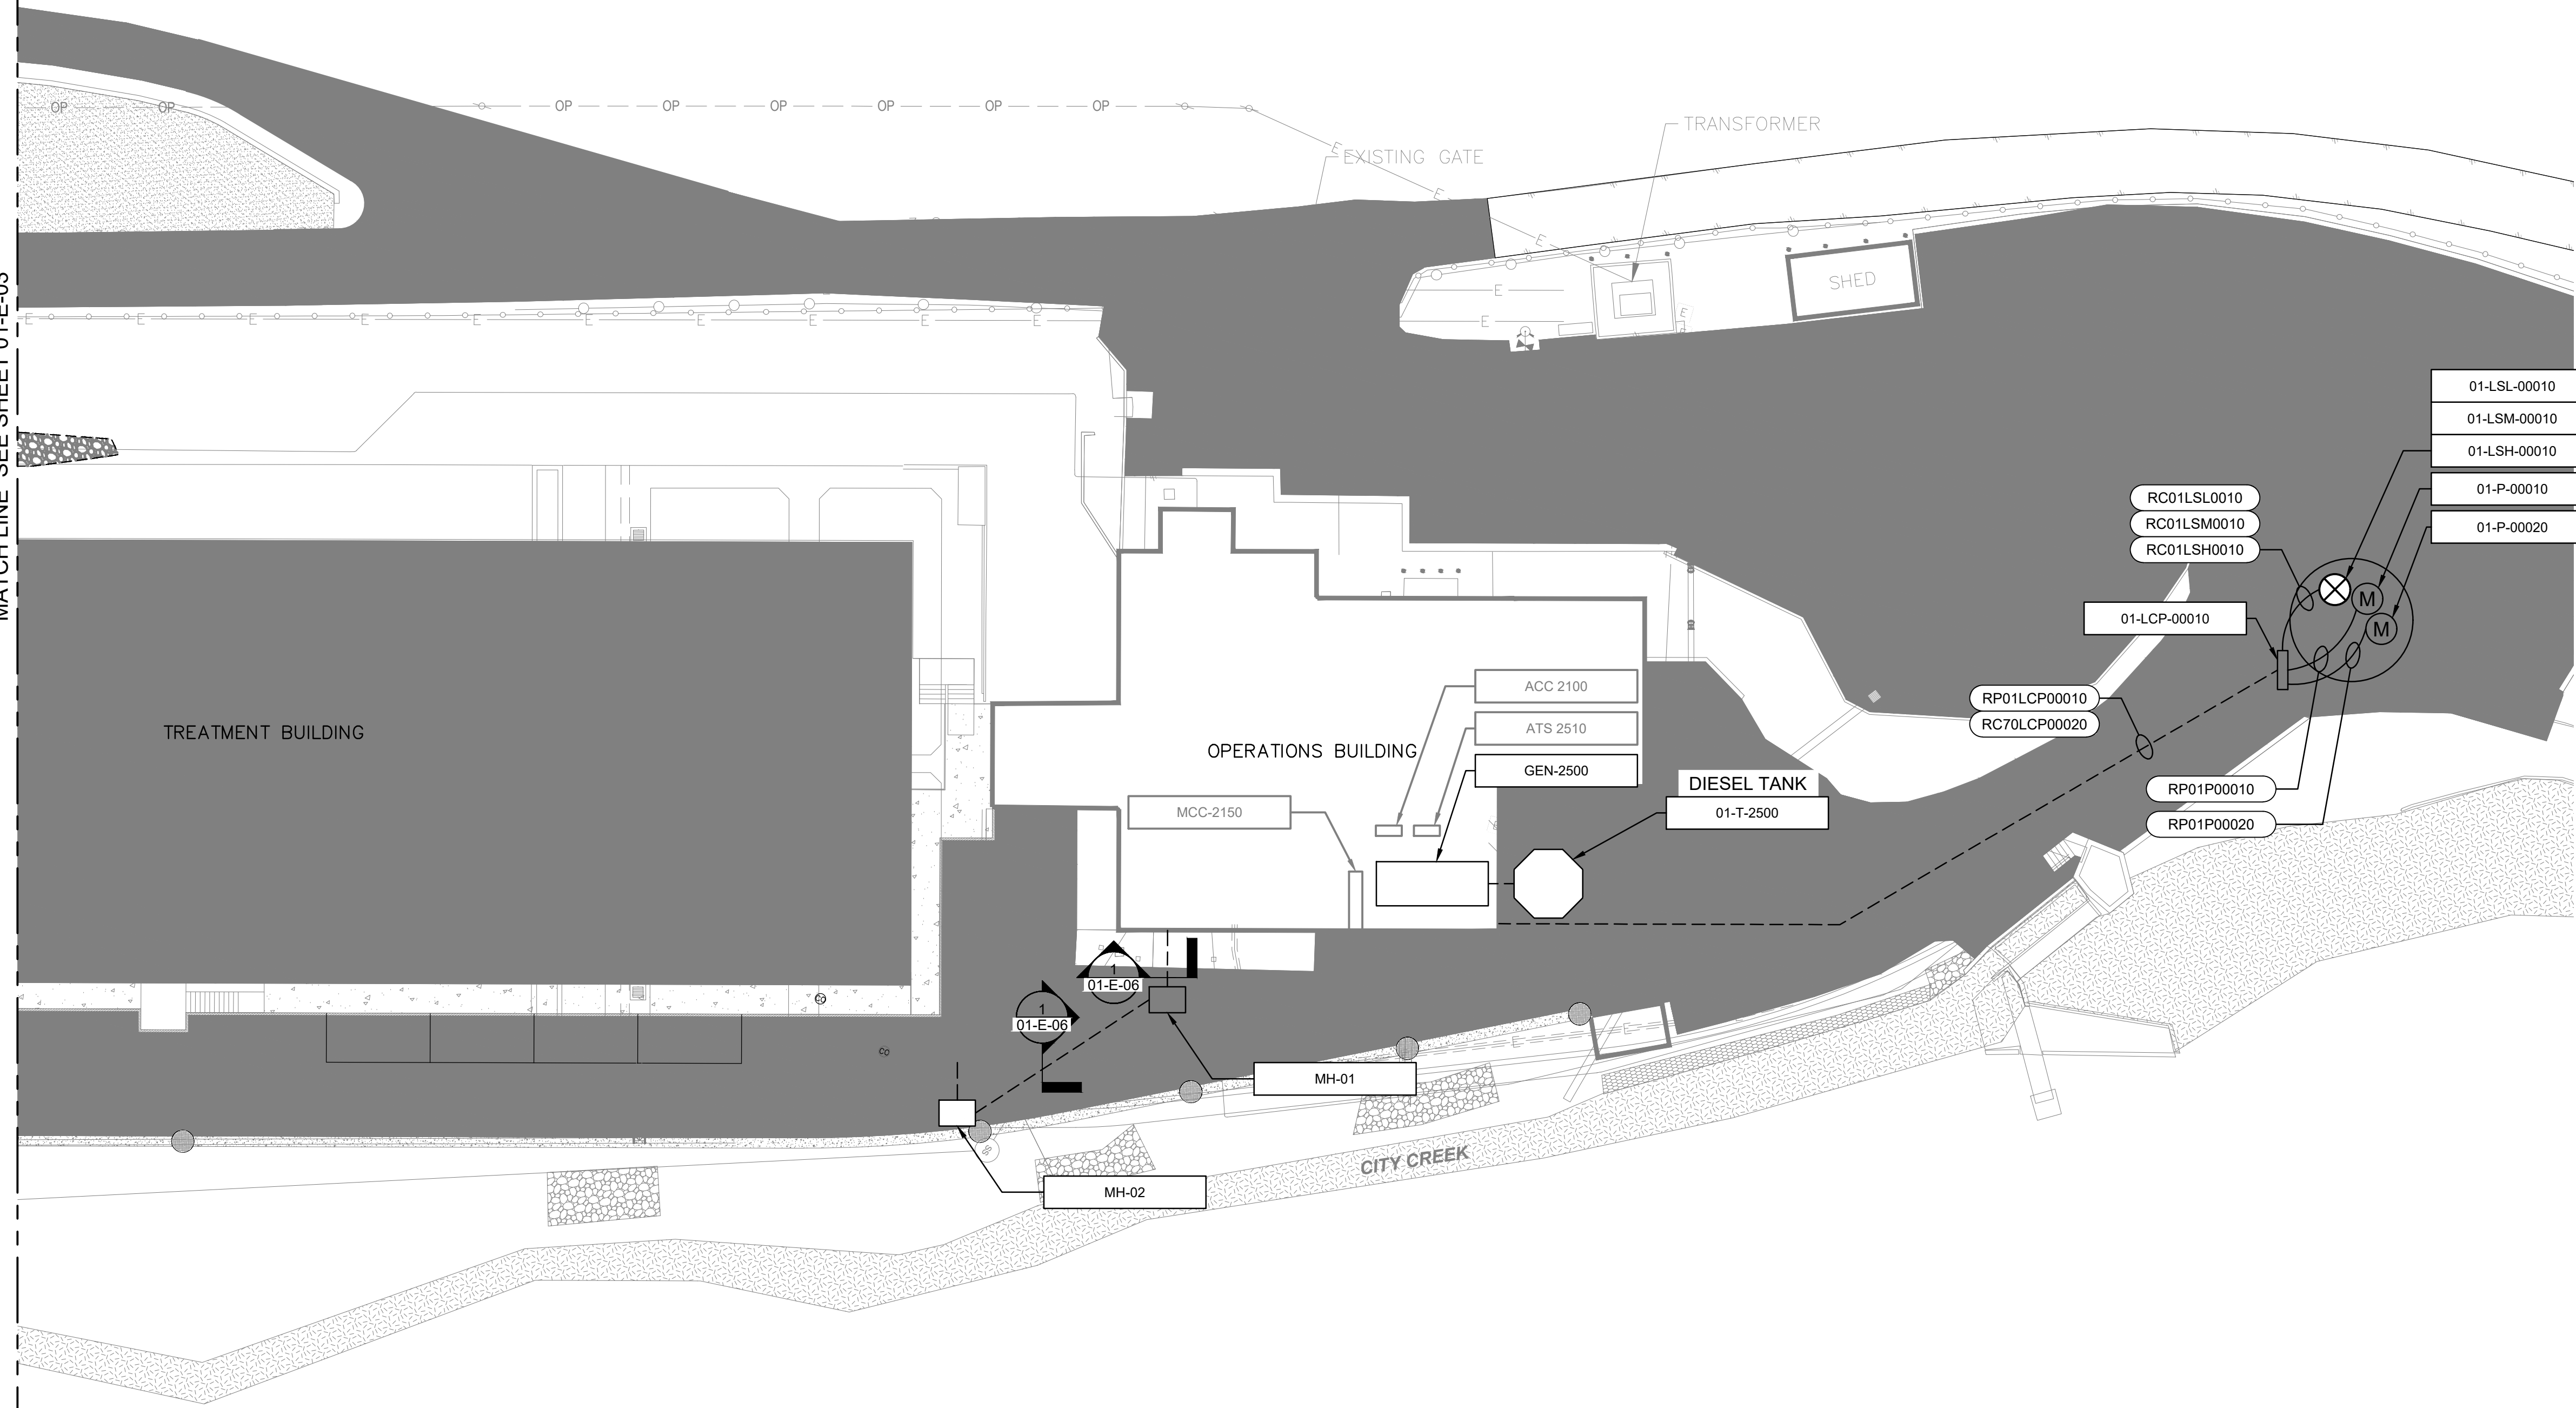 MATCH LINE SEE SHEET 01-E-03
OP
OP
OP
OP
OP
OP
OP
OP
E
EXISTING GATE
E
TRANSFORMER
E
E
E
E
SHED
E
E
E
E
E
E
E
E
E
E
01-LSL-00010
01-LSM-00010
01-LSH-00010
01-P-00010
01-P-00020
RC01LSL0010
RC01LSM0010
RC01LSH0010
M
M
01-LCP-00010
RP01LCP00010
RC70LCP00020
RP01P00010
RP01P00020
TREATMENT BUILDING
OPERATIONS BUILDING
ACC 2100
ATS 2510
GEN-2500
MCC-2150
DIESEL TANK
01-T-2500
1
01-E-06
1
01-E-06
CO
CO
E
E
MH-01
SS
MH-02
CITY CREEK